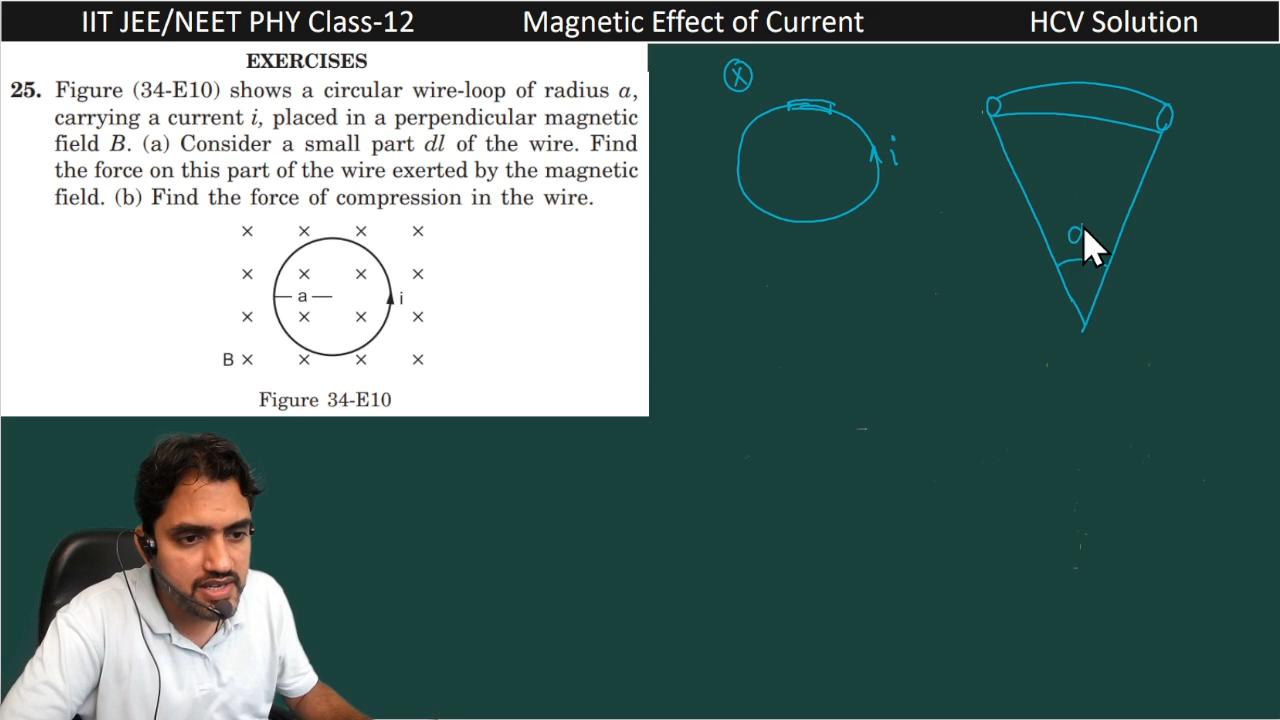 IIT JEE/NEET PHY Class-12 Magnetic Effect of Current HCV Solution
EXERCISES
25. Figure (34-E10) shows a circular wire-loop of radius a,
carrying a current i, placed in a perpendicular magnetic
field B. (a) Consider a small part dl of the wire. Find
the force on this part of the wire exerted by the magnetic
field. (b) Find the force of compression in the wire.
× × × ×
× × × ×
a i
× × × ×
B × × × ×
Figure 34-E10
X
i